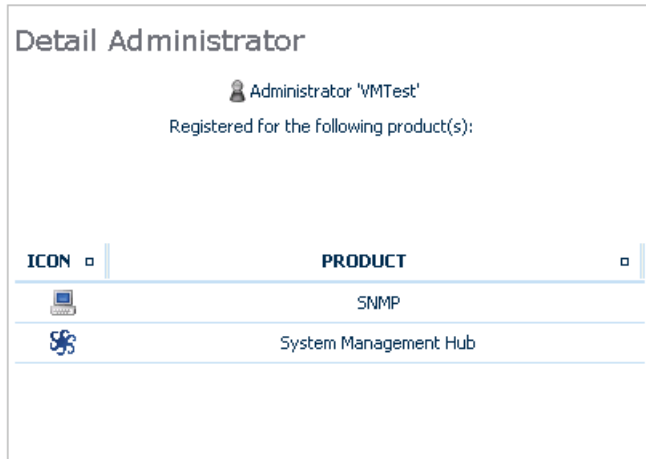 Detail Administrator
Administrator 'VMTest'
Registered for the following product(s):
ICON PRODUCT
SNMP
System Management Hub